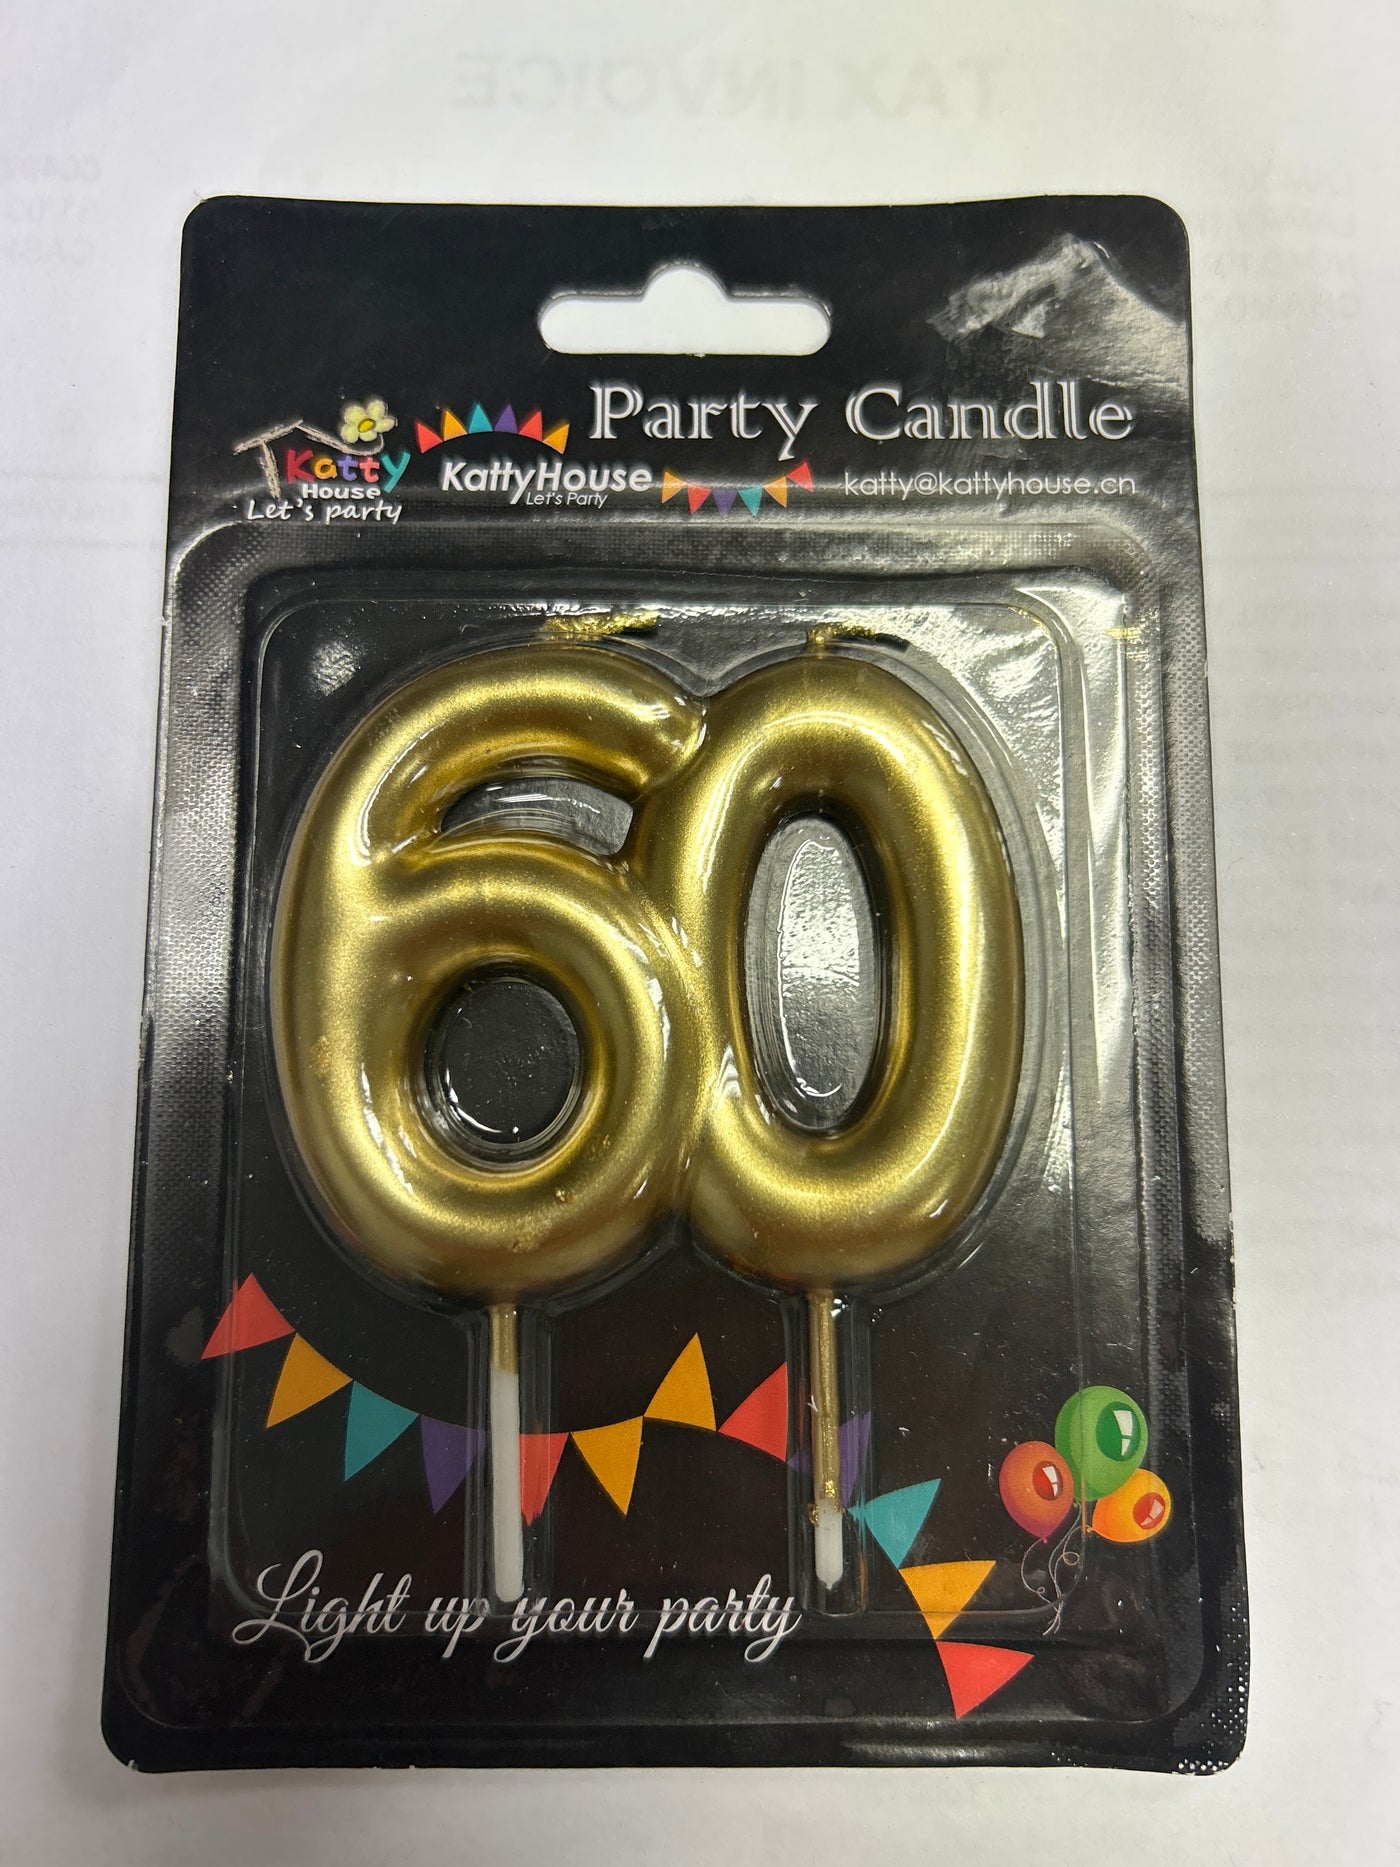 TAX INVOICE
Party Candle
Katty
House
Let's party
KattyHouse
Let's Party
katty@kattyhouse.cn
60
Light up your party